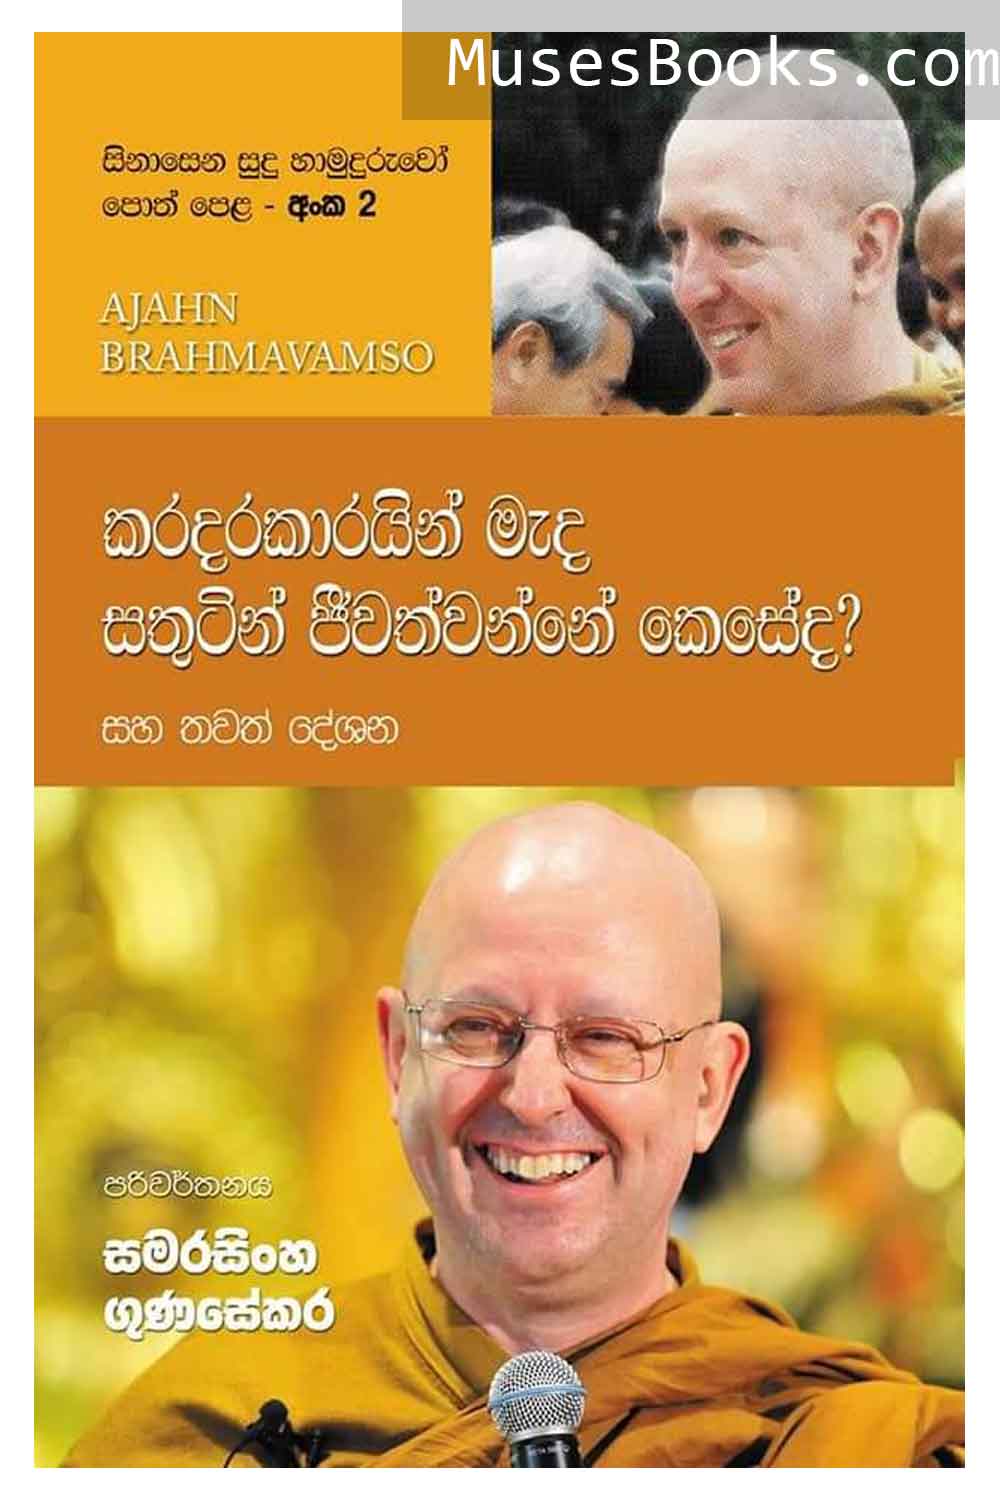 MusesBooks.com
සිනාසෙන සුදු හාමුදුරුවෝ
පොත් පෙළ - අංක 2
AJAHN
BRAHMAVAMSO
කරදරකාරයින් මැද
සතුටින් ජීවත්වන්නේ කෙසේද?
සහ තවත් දේශන
පරිවර්තනය
සමරසිංහ
ගුණසේකර